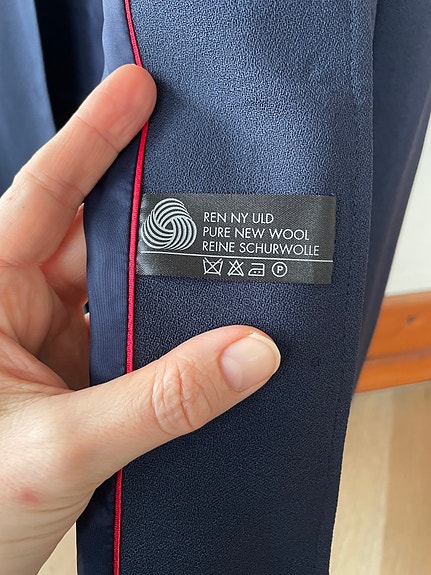 REN NY ULD
PURE NEW WOOL
REINE SCHURWOLLE
P